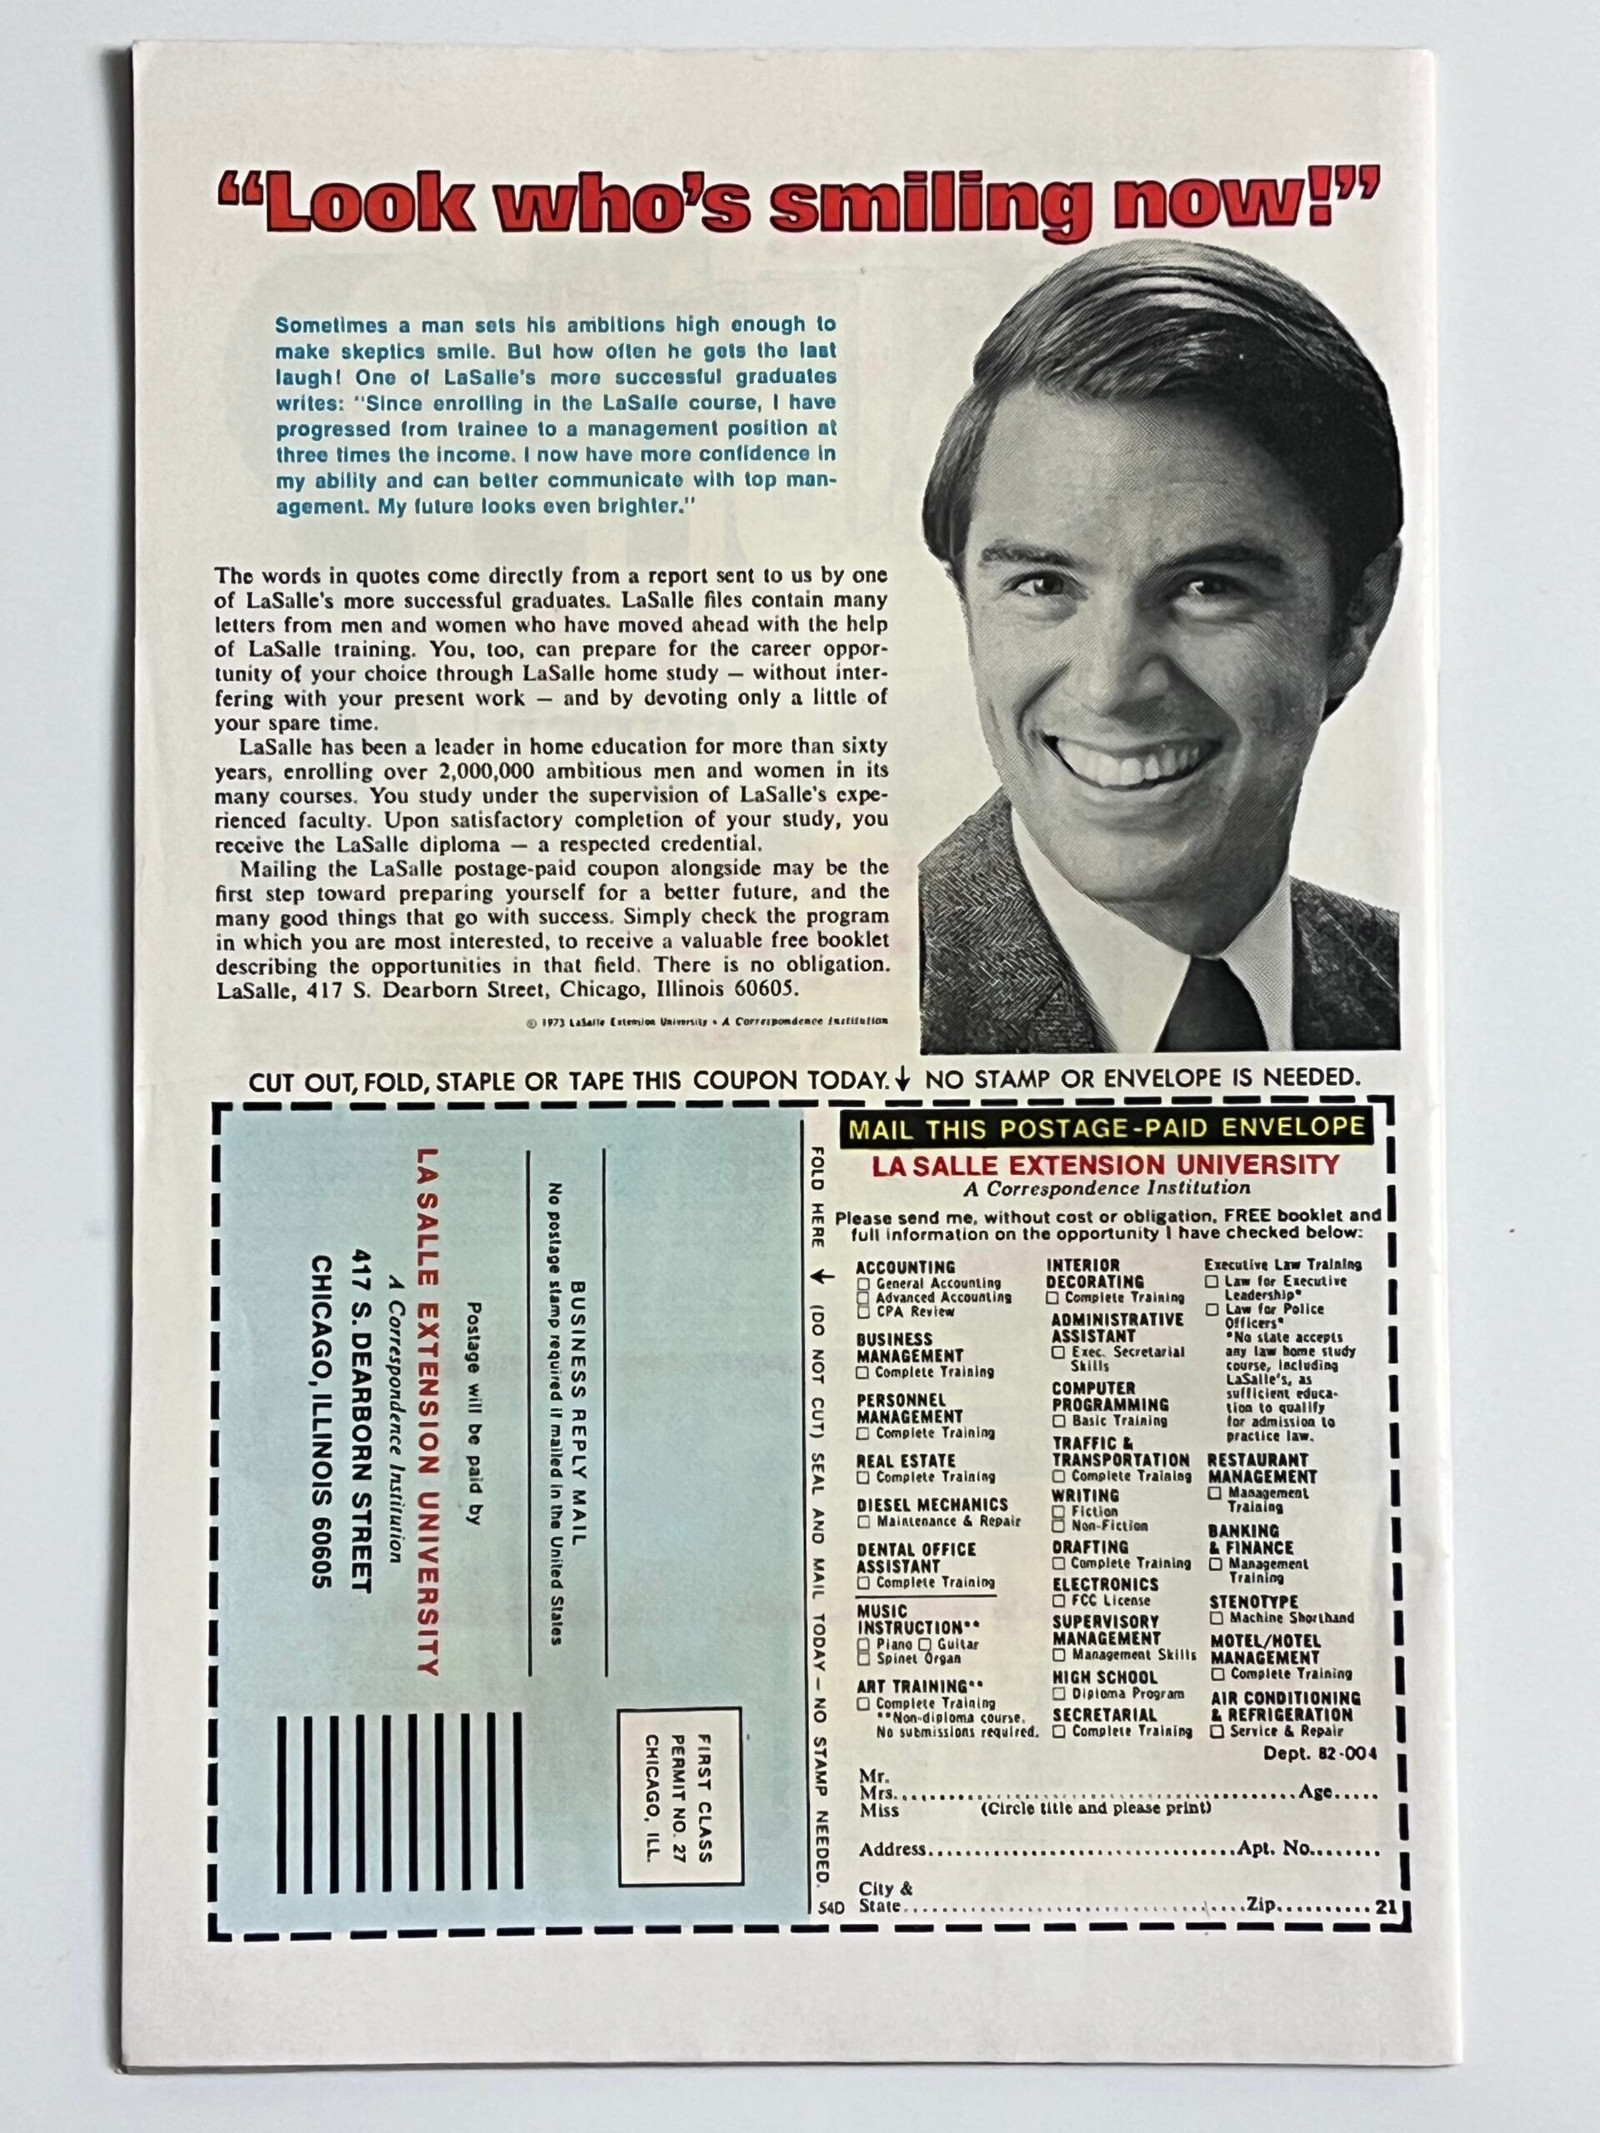 “Look who’s smiling now!”
Sometimes a man sets his ambitions high enough to
make skeptics smile. But how often he gets the last
laugh! One of LaSalle's more successful graduates
writes: "Since enrolling in the LaSalle course, I have
progressed from trainee to a management position at
three times the income. I now have more confidence in
my ability and can better communicate with top man-
agement. My future looks even brighter."
The words in quotes come directly from a report sent to us by one
of LaSalle's more successful graduates. LaSalle files contain many
letters from men and women who have moved ahead with the help
of LaSalle training. You, too, can prepare for the career oppor-
tunity of your choice through LaSalle home study — without inter-
fering with your present work — and by devoting only a little of
your spare time.
LaSalle has been a leader in home education for more than sixty
years, enrolling over 2,000,000 ambitious men and women in its
many courses. You study under the supervision of LaSalle's expe-
rienced faculty. Upon satisfactory completion of your study, you
receive the LaSalle diploma — a respected credential.
Mailing the LaSalle postage-paid coupon alongside may be the
first step toward preparing yourself for a better future, and the
many good things that go with success. Simply check the program
in which you are most interested, to receive a valuable free booklet
describing the opportunities in that field. There is no obligation.
LaSalle, 417 S. Dearborn Street, Chicago, Illinois 60605.
© 1973 LaSalle Extension University • A Correspondence Institution
CUT OUT, FOLD, STAPLE OR TAPE THIS COUPON TODAY.↓ NO STAMP OR ENVELOPE IS NEEDED.
FIRST CLASS
PERMIT NO. 27
CHICAGO, ILL.
BUSINESS REPLY MAIL
No postage stamp required if mailed in the United States
Postage will be paid by
LA SALLE EXTENSION UNIVERSITY
A Correspondence Institution
417 S. DEARBORN STREET
CHICAGO, ILLINOIS 60605
FOLD HERE → (DO NOT CUT) SEAL AND MAIL TODAY — NO STAMP NEEDED.
MAIL THIS POSTAGE-PAID ENVELOPE
LA SALLE EXTENSION UNIVERSITY
A Correspondence Institution
Please send me, without cost or obligation, FREE booklet and
full information on the opportunity I have checked below:
ACCOUNTING
☐ General Accounting
☐ Advanced Accounting
☐ CPA Review
BUSINESS
MANAGEMENT
☐ Complete Training
PERSONNEL
MANAGEMENT
☐ Complete Training
REAL ESTATE
☐ Complete Training
DIESEL MECHANICS
☐ Maintenance & Repair
DENTAL OFFICE
ASSISTANT
☐ Complete Training
MUSIC
INSTRUCTION**
☐ Piano ☐ Guitar
☐ Spinet Organ
ART TRAINING**
☐ Complete Training
**Non-diploma course.
No submissions required.
INTERIOR
DECORATING
☐ Complete Training
ADMINISTRATIVE
ASSISTANT
☐ Exec. Secretarial
Skills
COMPUTER
PROGRAMMING
☐ Basic Training
TRAFFIC &
TRANSPORTATION
☐ Complete Training
WRITING
☐ Fiction
☐ Non-Fiction
DRAFTING
☐ Complete Training
ELECTRONICS
☐ FCC License
SUPERVISORY
MANAGEMENT
☐ Management Skills
HIGH SCHOOL
☐ Diploma Program
SECRETARIAL
☐ Complete Training
Executive Law Training
☐ Law for Executive
Leadership*
☐ Law for Police
Officers*
*No state accepts
any law home study
course, including
LaSalle's, as
sufficient educa-
tion to qualify
for admission to
practice law.
RESTAURANT
MANAGEMENT
☐ Management
Training
BANKING
& FINANCE
☐ Management
Training
STENOTYPE
☐ Machine Shorthand
MOTEL/HOTEL
MANAGEMENT
☐ Complete Training
AIR CONDITIONING
& REFRIGERATION
☐ Service & Repair
Dept. 82-004
Mr.
Mrs. Age
Miss (Circle title and please print)
Address Apt. No.
City &
54D State Zip 21